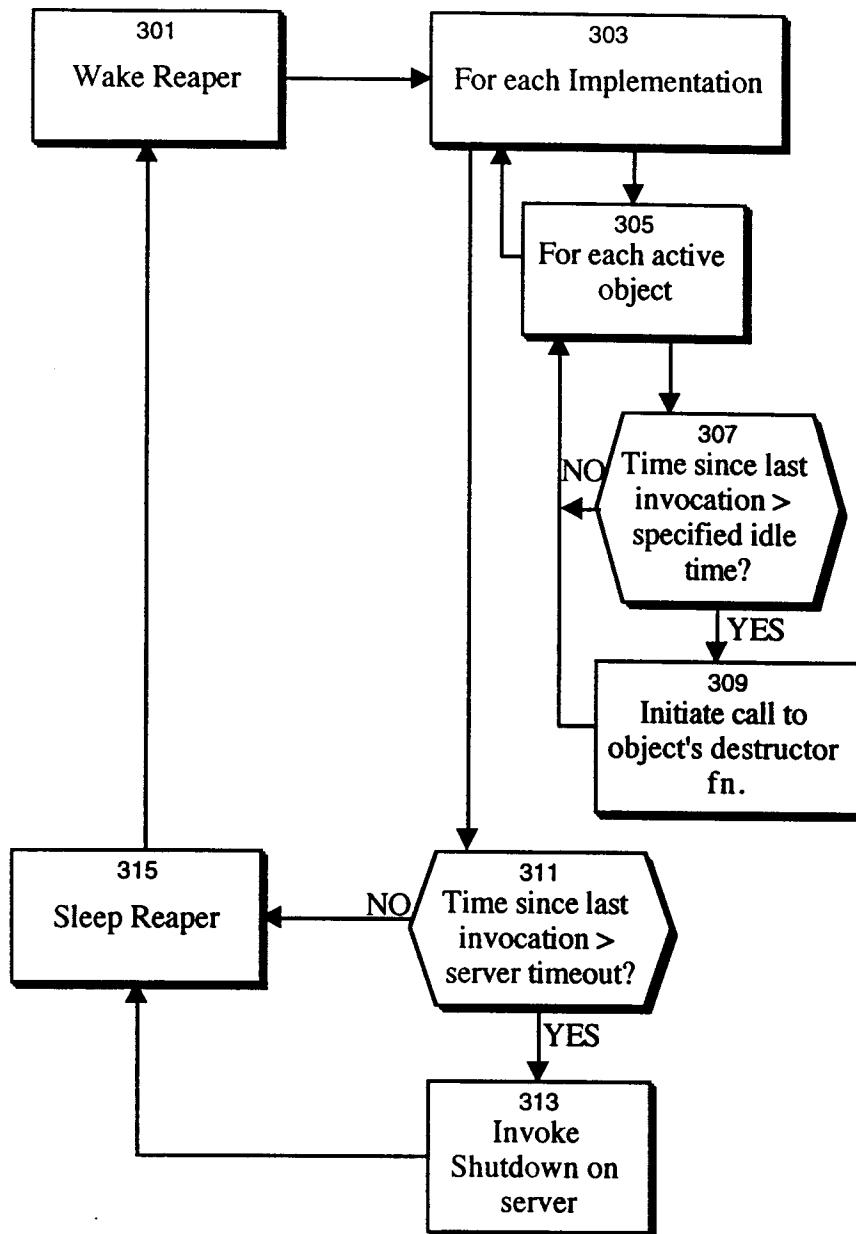 301
Wake Reaper
303
For each Implementation
305
For each active
object
307
Time since last
invocation >
specified idle
time?
NO
YES
309
Initiate call to
object's destructor
fn.
311
Time since last
invocation >
server timeout?
NO
YES
313
Invoke
Shutdown on
server
315
Sleep Reaper